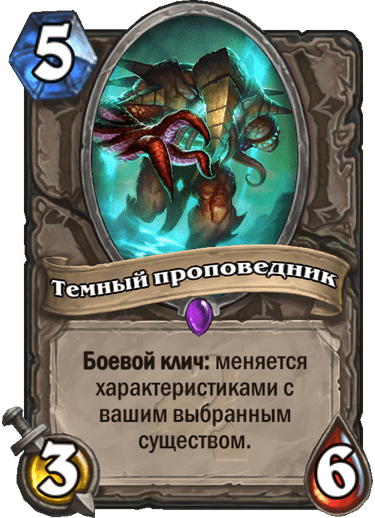 5
Темный проповедник
Боевой клич: меняется
характеристиками с
вашим выбранным
существом.
3
6